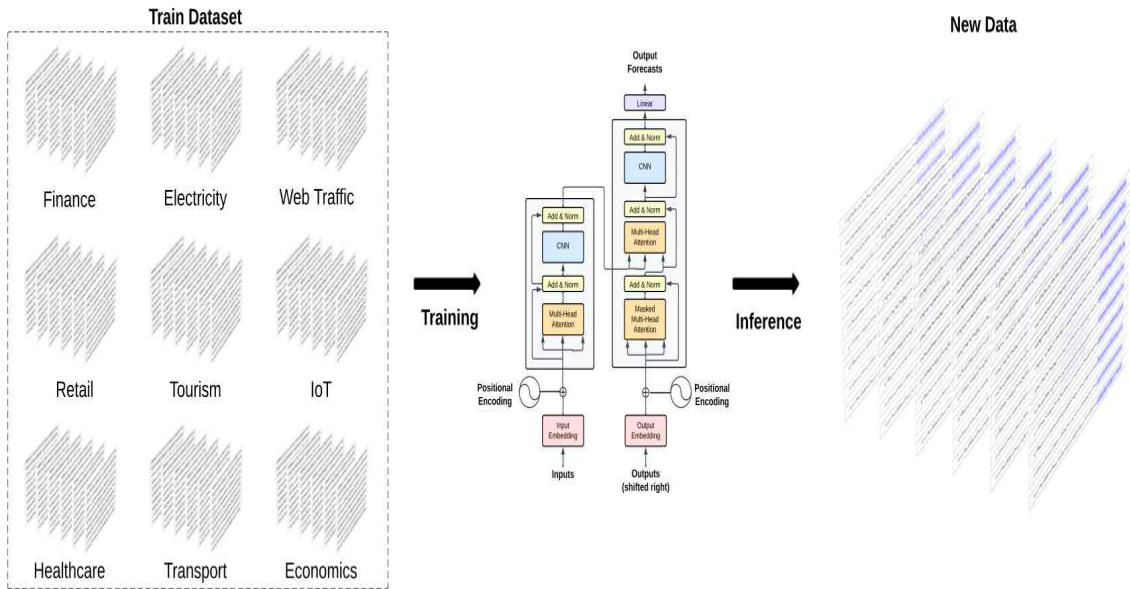 Train Dataset
New Data
Finance
Electricity
Web Traffic
Retail
Tourism
IoT
Healthcare
Transport
Economics
Training
Output
Forecasts
Linear
Add & Norm
CNN
Add & Norm
Multi-Head
Attention
Add & Norm
Masked
Multi-Head
Attention
Add & Norm
CNN
Add & Norm
Multi-Head
Attention
Positional
Encoding
Positional
Encoding
Input
Embedding
Output
Embedding
Inputs
Outputs
(shifted right)
Inference